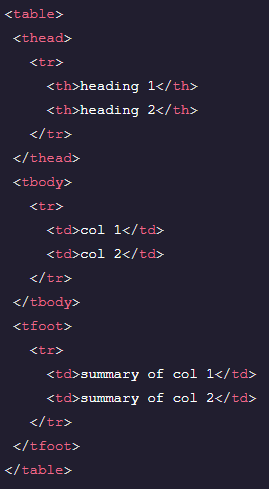 <table>
<thead>
<tr>
<th>heading 1</th>
<th>heading 2</th>
</tr>
</thead>
<tbody>
<tr>
<td>col 1</td>
<td>col 2</td>
</tr>
</tbody>
<tfoot>
<tr>
<td>summary of col 1</td>
<td>summary of col 2</td>
</tr>
</tfoot>
</table>